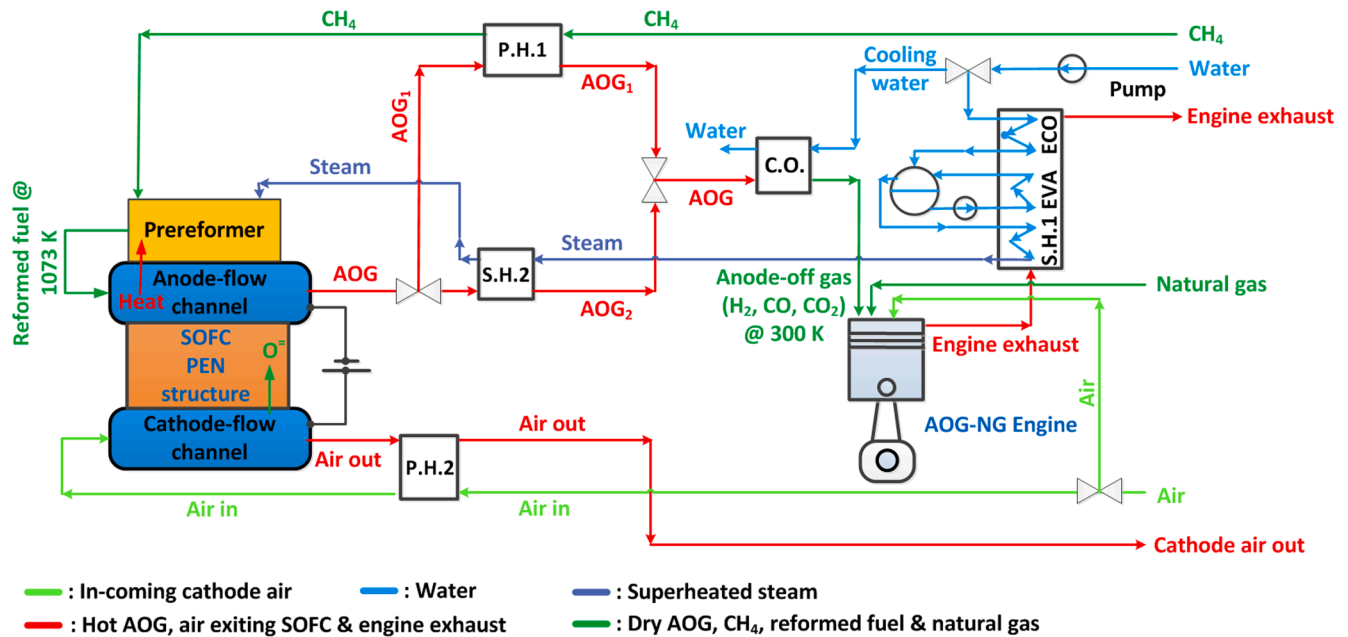 CH4
CH4
CH4
P.H.1
Cooling
water
Water
Pump
AOG1
AOG1
Engine exhaust
Water
ECO
C.O.
Steam
AOG
EVA
Reformed fuel @
1073 K
Prereformer
Steam
S.H.1
Heat
Anode-flow
channel
AOG
S.H.2
AOG2
Anode-off gas
(H2, CO, CO2)
@ 300 K
Natural gas
Engine exhaust
SOFC
PEN
structure
O=
Air
Cathode-flow
channel
Air out
P.H.2
Air out
AOG-NG Engine
Air in
Air in
Air
Cathode air out
: In-coming cathode air
: Water
: Superheated steam
: Hot AOG, air exiting SOFC & engine exhaust
: Dry AOG, CH4, reformed fuel & natural gas